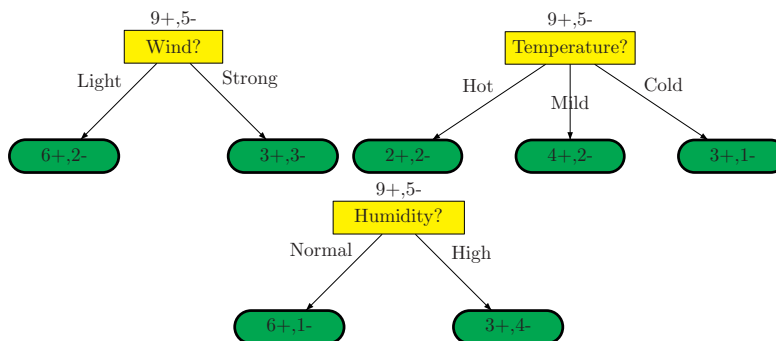 9+,5-
Wind?
Light
Strong
6+,2-
3+,3-
9+,5-
Temperature?
Hot
Mild
Cold
2+,2-
4+,2-
3+,1-
9+,5-
Humidity?
Normal
High
6+,1-
3+,4-